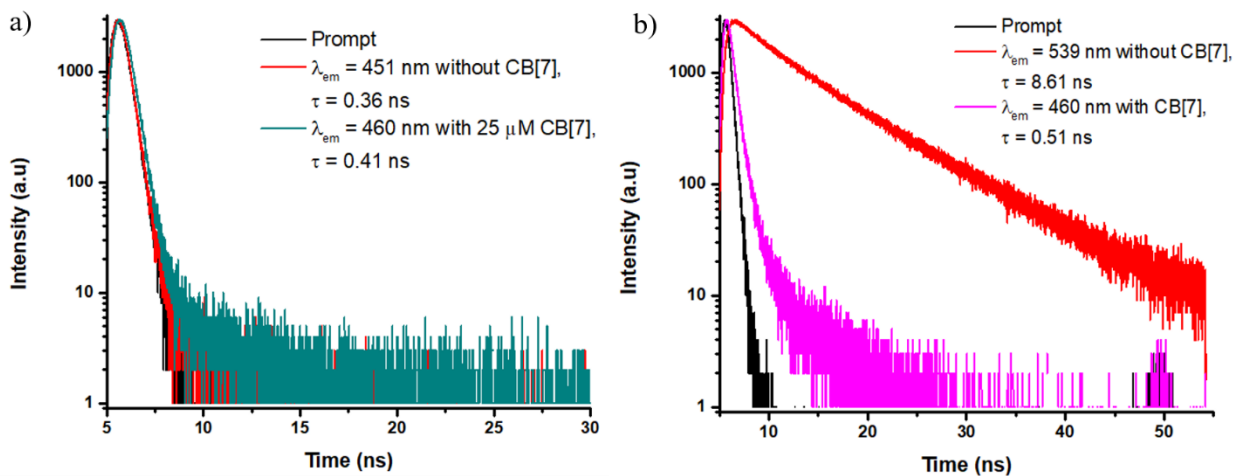 a)
Prompt
λem = 451 nm without CB[7],
τ = 0.36 ns
λem = 460 nm with 25 μM CB[7],
τ = 0.41 ns
Intensity (a.u)
1000
100
10
1
5
10
15
20
25
30
Time (ns)
b)
Prompt
λem = 539 nm without CB[7],
τ = 8.61 ns
λem = 460 nm with CB[7],
τ = 0.51 ns
Intensity (a.u)
1000
100
10
1
10
20
30
40
50
Time (ns)